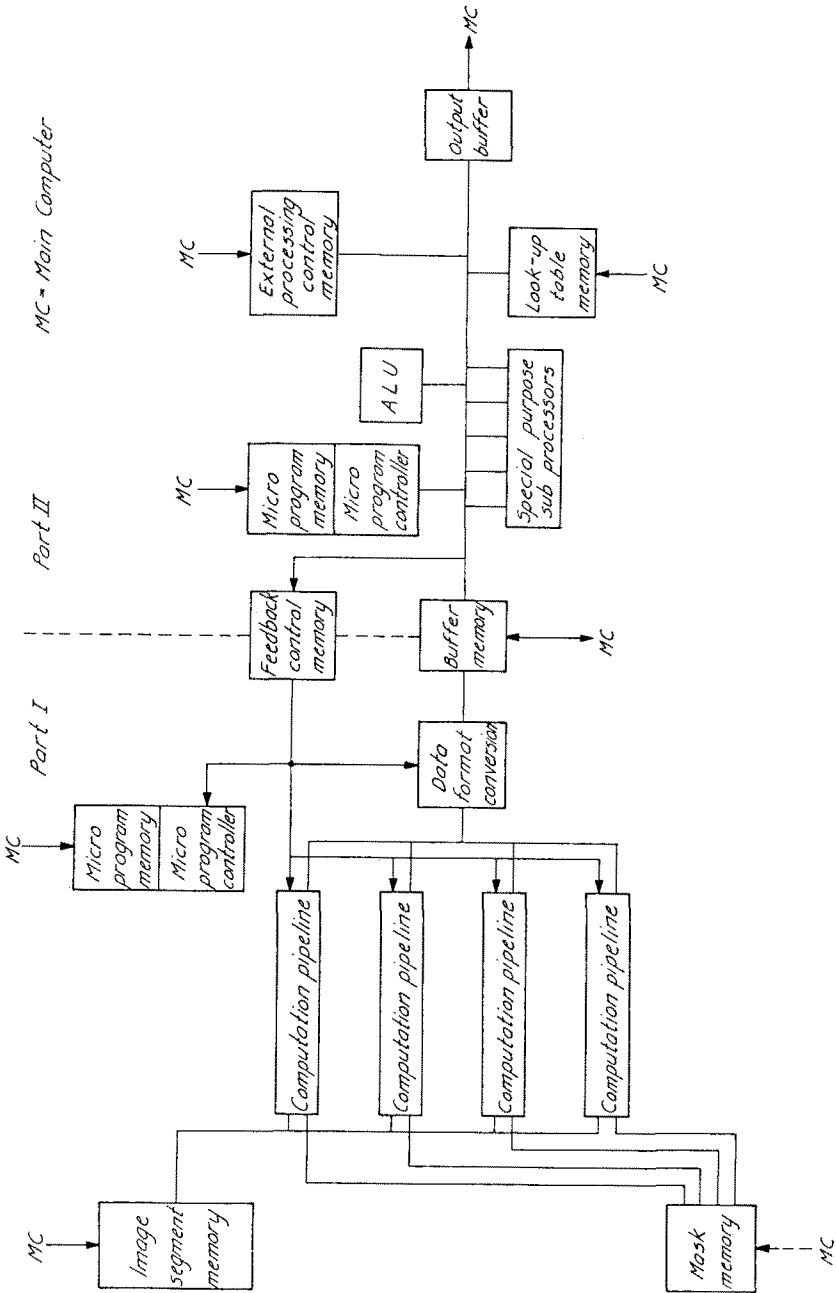 MC = Main Computer
Part I
Part II
MC
Image
segment
memory
Mask
memory
MC
Computation pipeline
Computation pipeline
Computation pipeline
Computation pipeline
MC
Micro
program
memory
Micro
program
controller
Data
format
conversion
Feedback
control
memory
Buffer
memory
MC
MC
Micro
program
memory
Micro
program
controller
ALU
Special purpose
sub processors
MC
External
processing
control
memory
Look-up
table
memory
MC
Output
buffer
MC